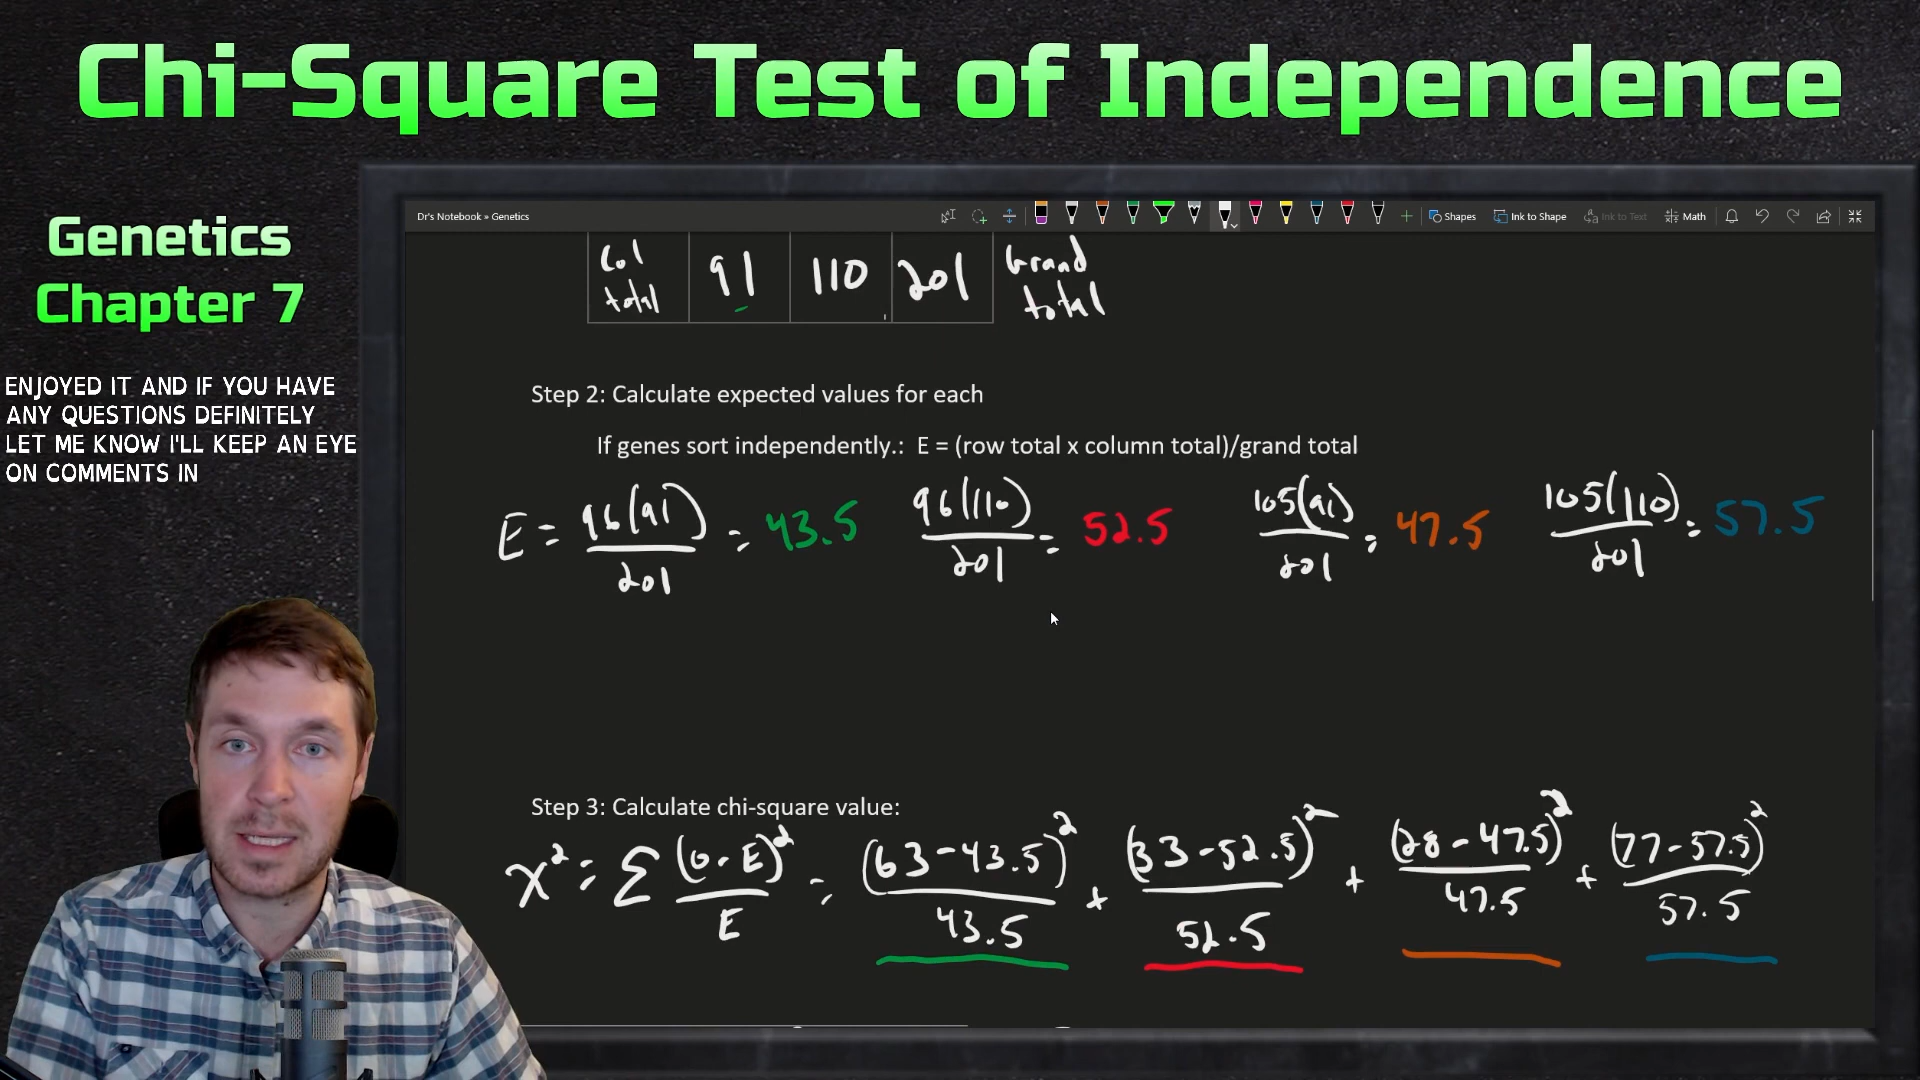 Chi-Square Test of Independence
Genetics
Chapter 7
ENJOYED IT AND IF YOU HAVE
ANY QUESTIONS DEFINITELY
LET ME KNOW I'LL KEEP AN EYE
ON COMMENTS IN
Dr's Notebook » Genetics
Shapes
Ink to Shape
Ink to Text
Math
Col total 91 110 201 Grand total
Step 2: Calculate expected values for each
If genes sort independently.: E = (row total x column total)/grand total
E = 96(91)/201 = 43.5 96(110)/201 = 52.5 105(91)/201 = 47.5 105(110)/201 = 57.5
Step 3: Calculate chi-square value:
χ² = Σ (O-E)²/E = (63-43.5)²/43.5 + (33-52.5)²/52.5 + (28-47.5)²/47.5 + (77-57.5)²/57.5